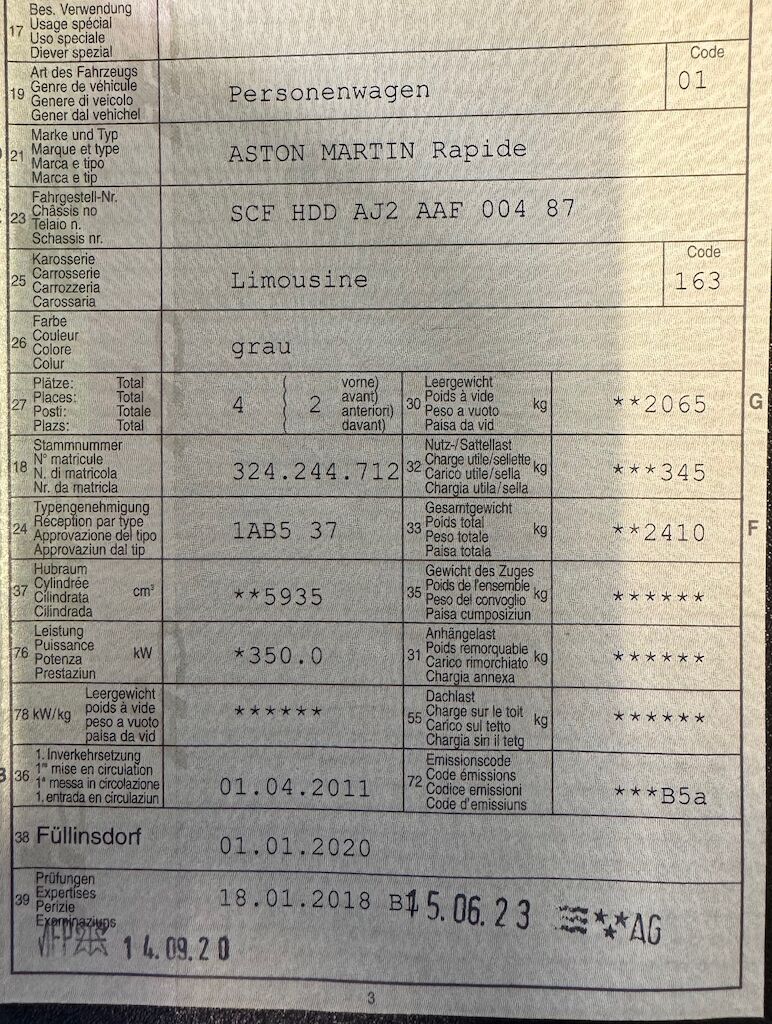 17 Bes. Verwendung
Usage spécial
Uso speciale
Diever spezial
19 Art des Fahrzeugs
Genre de véhicule
Genere di veicolo
Gener dal vehichel
Personenwagen
Code
01
21 Marke und Typ
Marque et type
Marca e tipo
Marca e tip
ASTON MARTIN Rapide
23 Fahrgestell-Nr.
Châssis no
Telaio n.
Schassis nr.
SCF HDD AJ2 AAF 004 87
25 Karosserie
Carrosserie
Carrozzeria
Carossaria
Limousine
Code
163
26 Farbe
Couleur
Colore
Colur
grau
27 Plätze: Total
Places: Total
Posti: Totale
Plazs: Total
4 ( 2 vorne)
avant)
anteriori)
davant)
30 Leergewicht
Poids à vide
Peso a vuoto
Paisa da vid
kg
**2065
G
18 Stammnummer
N° matricule
N. di matricola
Nr. da matricla
324.244.712
32 Nutz-/Sattellast
Charge utile/sellette
Carico utile/sella
Chargia utila/sella
kg
***345
24 Typengenehmigung
Réception par type
Approvazione del tipo
Approvaziun dal tip
1AB5 37
33 Gesamtgewicht
Poids total
Peso totale
Paisa totala
kg
**2410
F
37 Hubraum
Cylindrée
Cilindrata
Cilindrada
cm³
**5935
35 Gewicht des Zuges
Poids de l'ensemble
Peso del convoglio
Paisa cumposiziun
kg
******
76 Leistung
Puissance
Potenza
Prestaziun
kW
*350.0
31 Anhängelast
Poids remorquable
Carico rimorchiato
Chargia annexa
kg
******
78 kW/kg
Leergewicht
poids à vide
peso a vuoto
paisa da vid
******
55 Dachlast
Charge sur le toit
Carico sul tetto
Chargia sin il tetg
kg
******
36 1. Inverkehrsetzung
1re mise en circulation
1a messa in circolazione
1. entrada en circulaziun
01.04.2011
72 Emissionscode
Code émissions
Codice emissioni
Code d'emissiuns
***B5a
38 Füllinsdorf
01.01.2020
39 Prüfungen
Expertises
Perizie
Examinaziuns
18.01.2018
15.06.23
AG
14.09.20
3